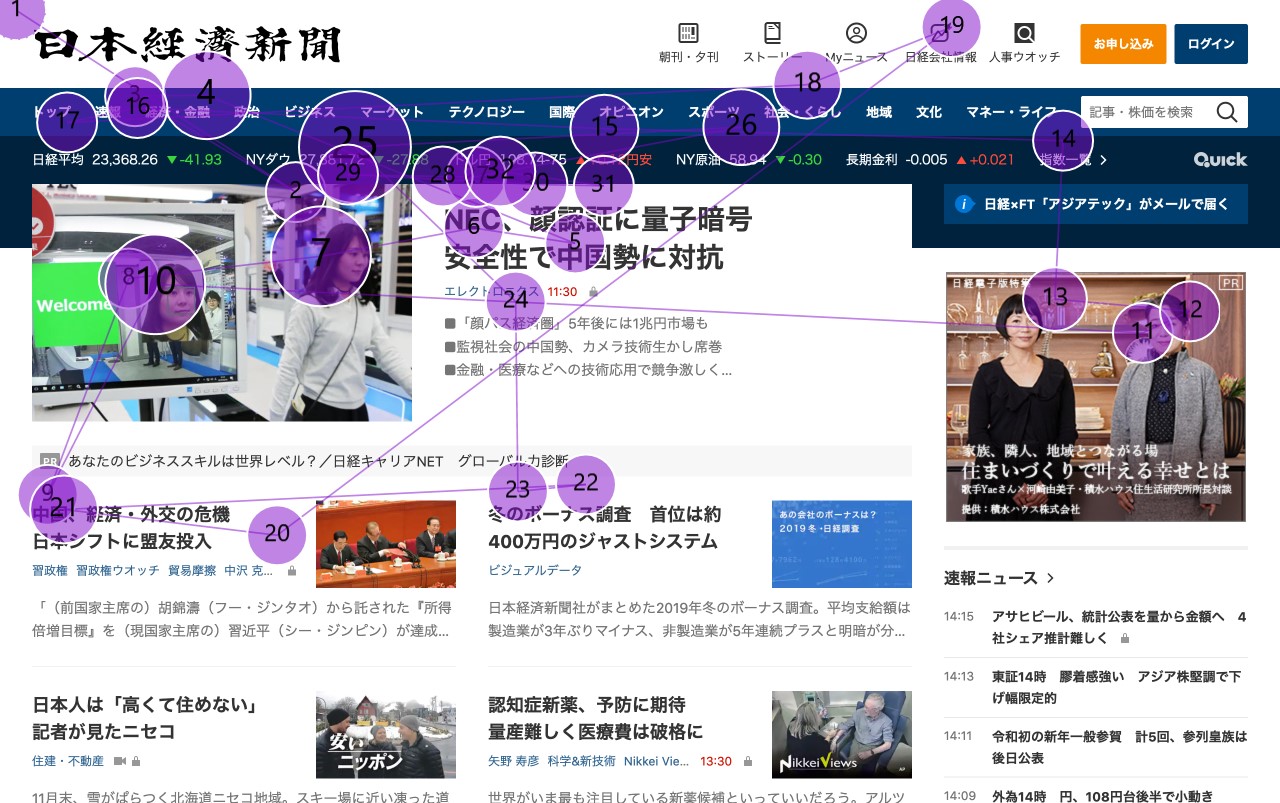 日本経済新聞
朝刊・夕刊
ストーリー
Myニュース
日経会社情報
人事ウオッチ
お申し込み
ログイン
トップ 速報 経済・金融 政治 ビジネス マーケット テクノロジー 国際 オピニオン スポーツ 社会・くらし 地域 文化 マネー・ライフ
記事・株価を検索
日経平均 23,368.26 ▼-41.93 NYダウ ▼-27.88 ▲ 円安 NY原油 58.94 ▼-0.30 長期金利 -0.005 ▲+0.021 指数一覧
QUICK
日経×FT「アジアテック」がメールで届く
Welcome
NEC、顔認証に量子暗号
安全性で中国勢に対抗
エレクトロニクス 11:30
■「顔パス経済圏」5年後には1兆円市場も
■監視社会の中国勢、カメラ技術生かし席巻
■金融・医療などへの技術応用で競争激しく...
日経電子版特集
PR
家族、隣人、地域とつながる場
住まいづくりで叶える幸せとは
歌手Yaeさん×河﨑由美子・積水ハウス住生活研究所所長対談
提供：積水ハウス株式会社
PR あなたのビジネススキルは世界レベル？／日経キャリアNET グローバル力診断
中国、経済・外交の危機
日本シフトに盟友投入
習政権 習政権ウオッチ 貿易摩擦 中沢 克...
「（前国家主席の）胡錦濤（フー・ジンタオ）から託された『所得
倍増目標』を（現国家主席の）習近平（シー・ジンピン）が達成...
冬のボーナス調査 首位は約
400万円のジャストシステム
ビジュアルデータ
あの会社のボーナスは？
2019 冬・日経調査
日本経済新聞社がまとめた2019年冬のボーナス調査。平均支給額は
製造業が3年ぶりマイナス、非製造業が5年連続プラスと明暗が分...
速報ニュース
14:15 アサヒビール、統計公表を量から金額へ 4
社シェア推計難しく
14:13 東証14時 膠着感強い アジア株堅調で下
げ幅限定的
14:11 令和初の新年一般参賀 計5回、参列皇族は
後日公表
14:09 外為14時 円、108円台後半で小動き
日本人は「高くて住めない」
記者が見たニセコ
住建・不動産
安い
ニッポン
11月末、雪がぱらつく北海道ニセコ地域。スキー場に近い凍った道
認知症新薬、予防に期待
量産難しく医療費は破格に
矢野 寿彦 科学&新技術 Nikkei Vie... 13:30
NikkeiViews
世界がいま最も注目している新薬候補といっていいだろう。アルツ
1
2
3
4
5
6
7
8
9
10
11
12
13
14
15
16
17
18
19
20
21
22
23
24
25
26
28
29
30
31
32